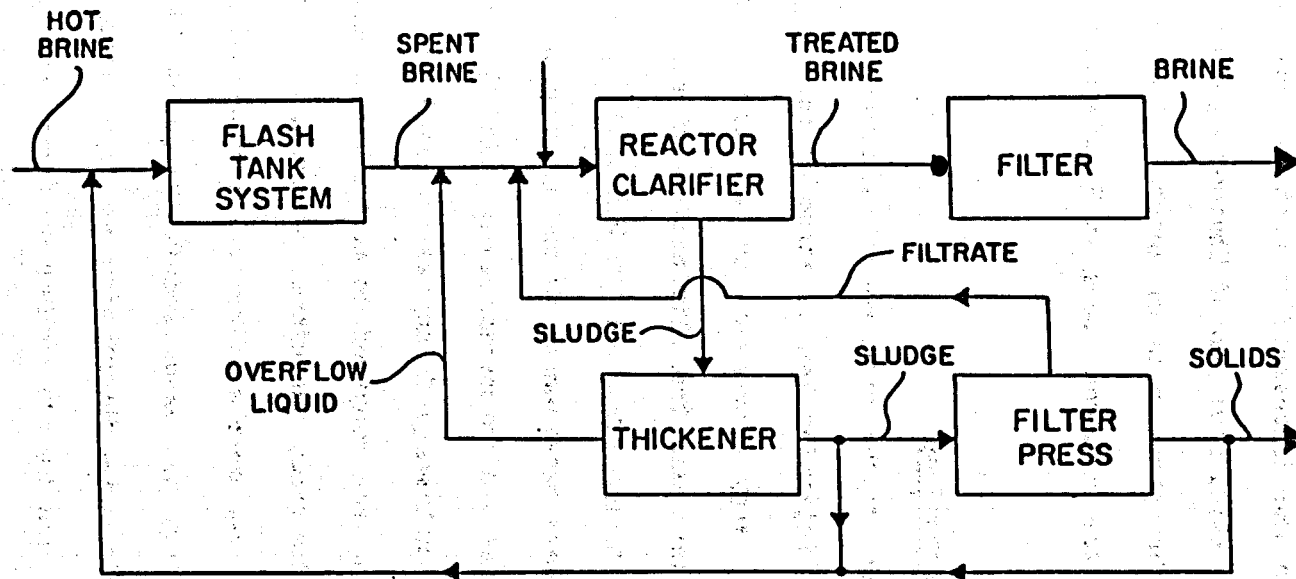 HOT
BRINE
SPENT
BRINE
TREATED
BRINE
BRINE
FLASH
TANK
SYSTEM
REACTOR
CLARIFIER
FILTER
FILTRATE
SLUDGE
OVERFLOW
LIQUID
SLUDGE
SOLIDS
THICKENER
FILTER
PRESS